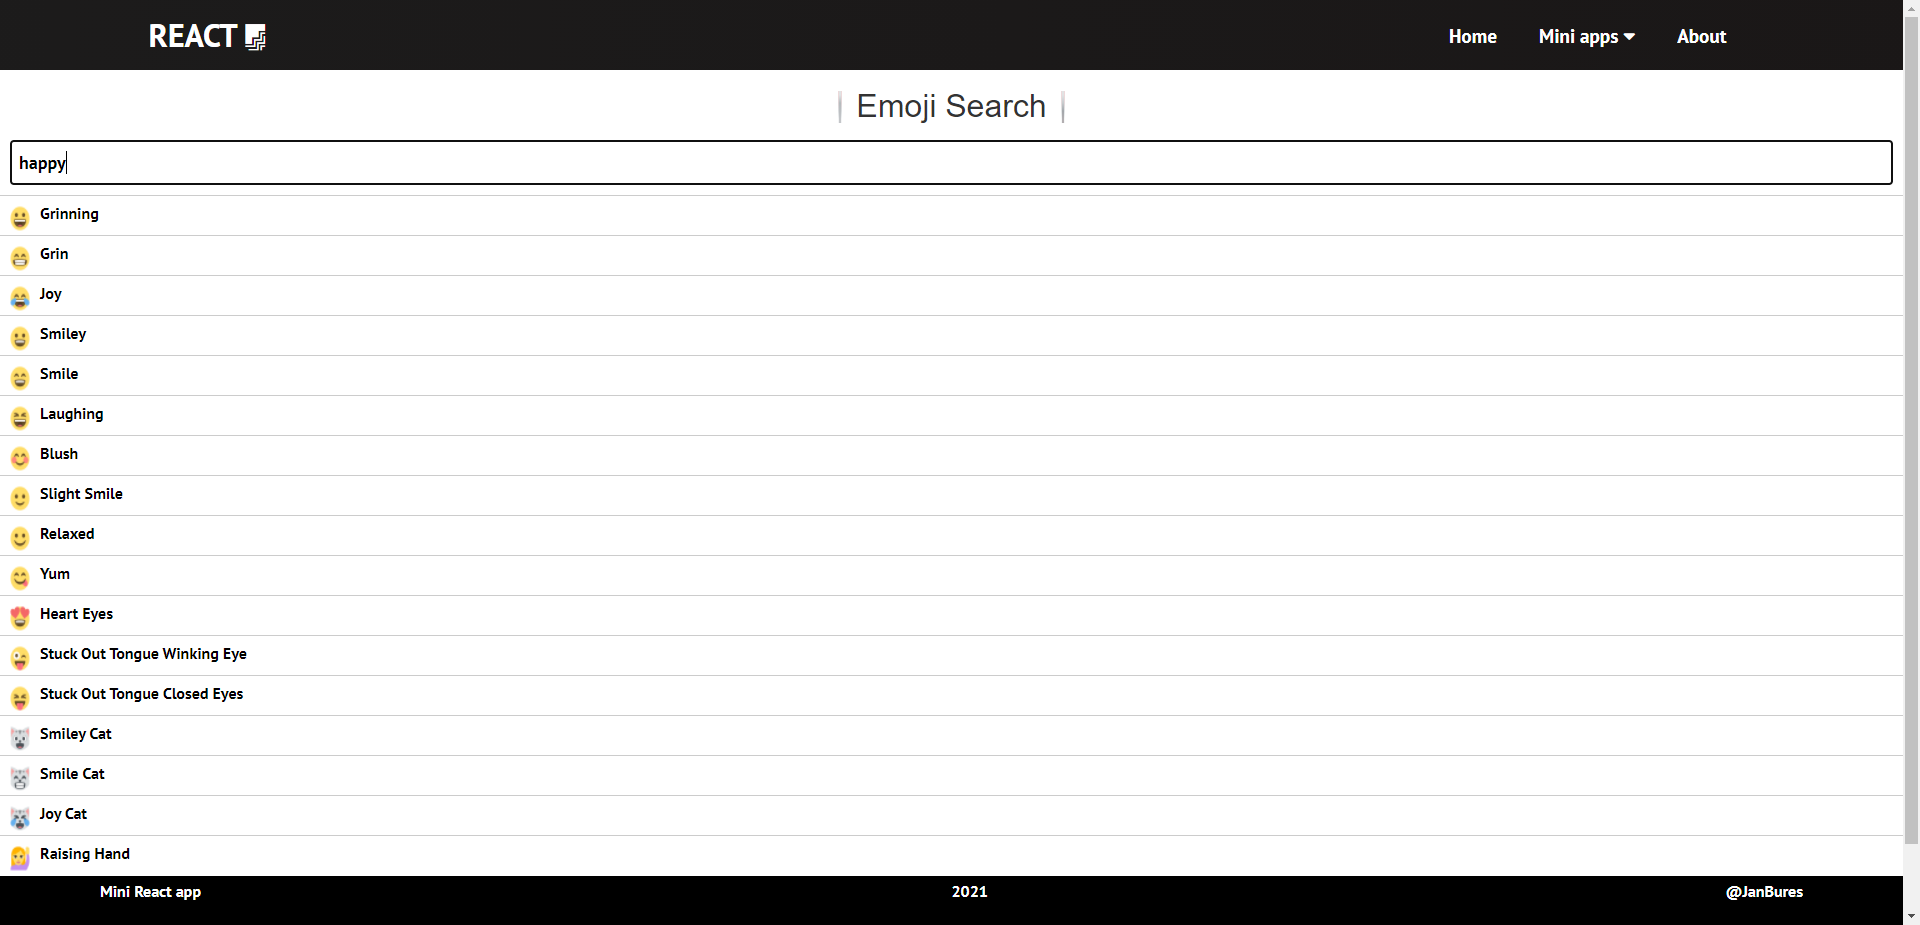 REACT
Home Mini apps About
Emoji Search
happy
Grinning
Grin
Joy
Smiley
Smile
Laughing
Blush
Slight Smile
Relaxed
Yum
Heart Eyes
Stuck Out Tongue Winking Eye
Stuck Out Tongue Closed Eyes
Smiley Cat
Smile Cat
Joy Cat
Raising Hand
Mini React app 2021 @JanBures